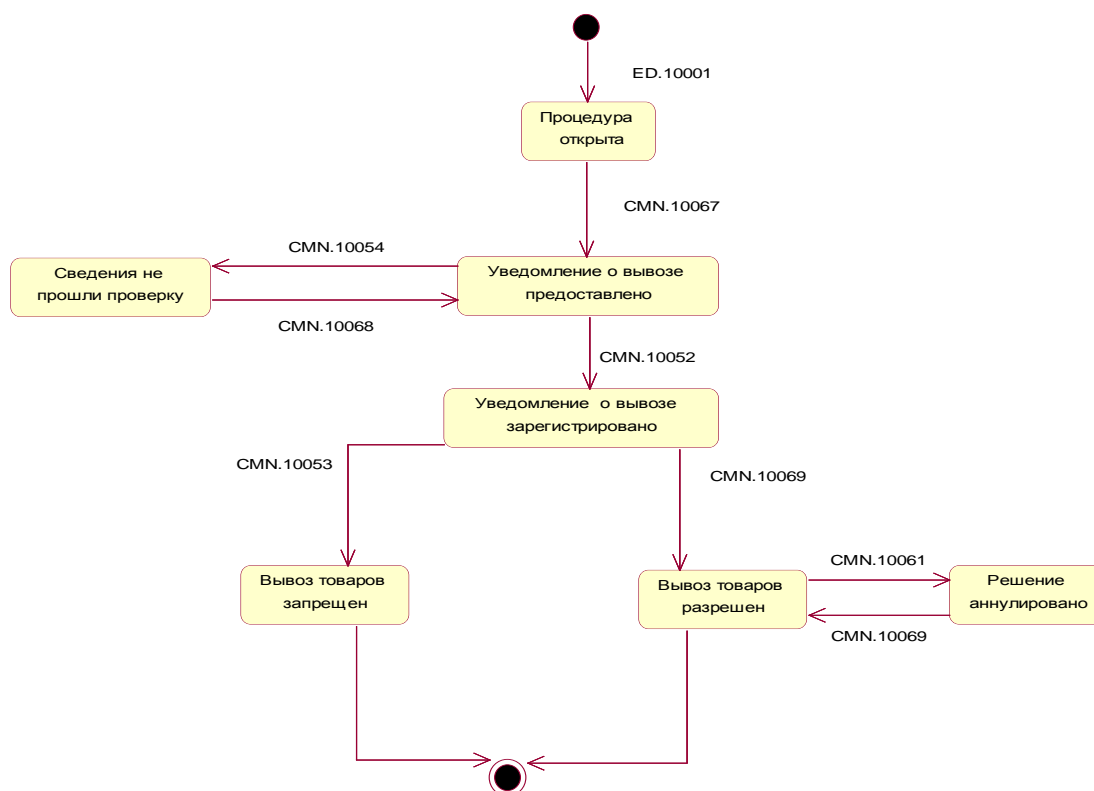 ED.10001
Процедура
открыта
CMN.10067
CMN.10054
Сведения не
прошли проверку
Уведомление о вывозе
предоставлено
CMN.10068
CMN.10052
Уведомление о вывозе
зарегистрировано
CMN.10053
CMN.10069
CMN.10061
Вывоз товаров
запрещен
Вывоз товаров
разрешен
Решение
аннулировано
CMN.10069